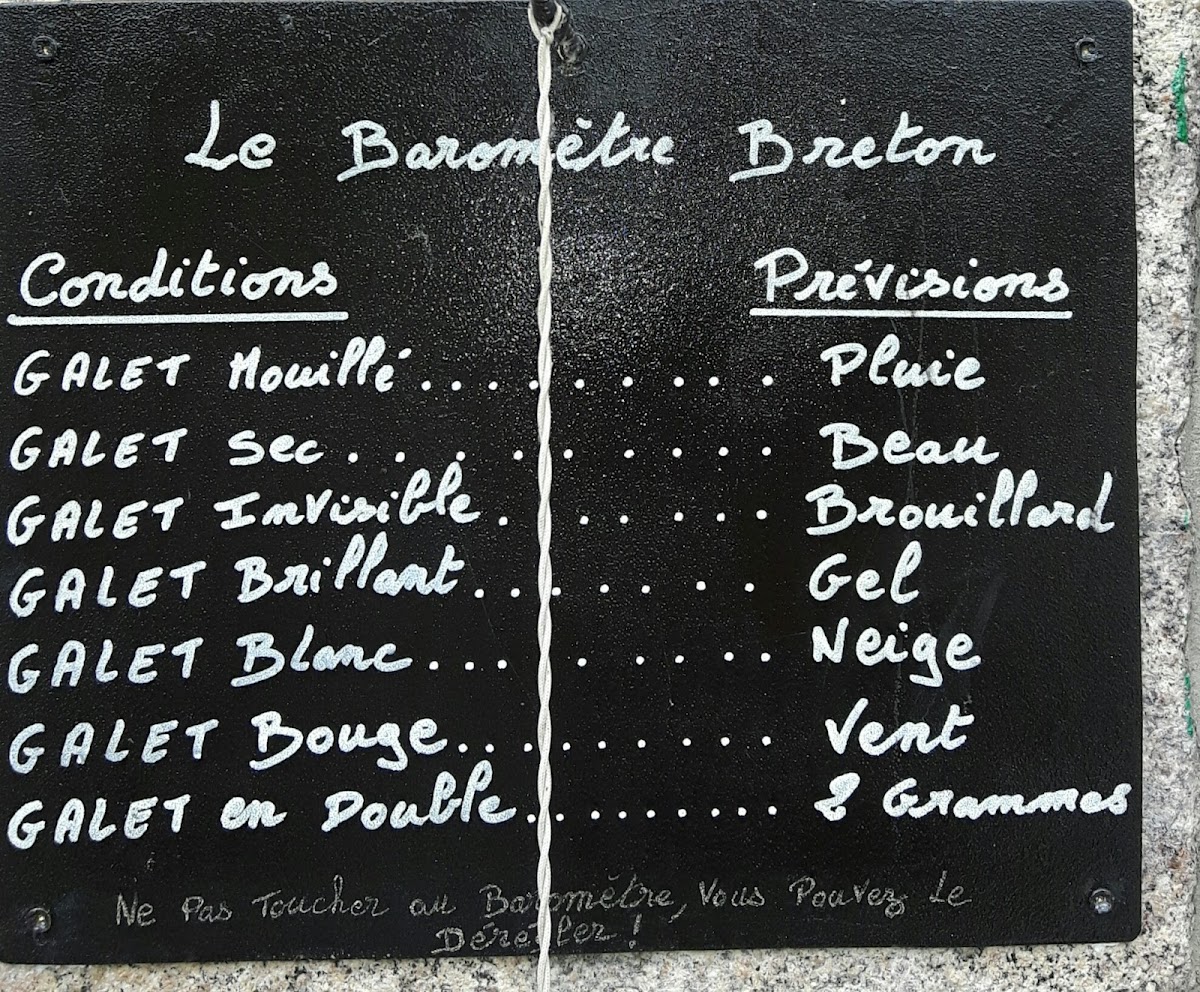 Le Baromètre Breton
Conditions Prévisions
GALET Mouillé.......... Pluie
GALET Sec.......... Beau
GALET Invisible....... Brouillard
GALET Brillant........ Gel
GALET Blanc........ Neige
GALET Bouge.......... Vent
GALET en Double.......... 2 Grammes
Ne Pas Toucher au Baromètre, Vous Pouvez Le
Dérégler !